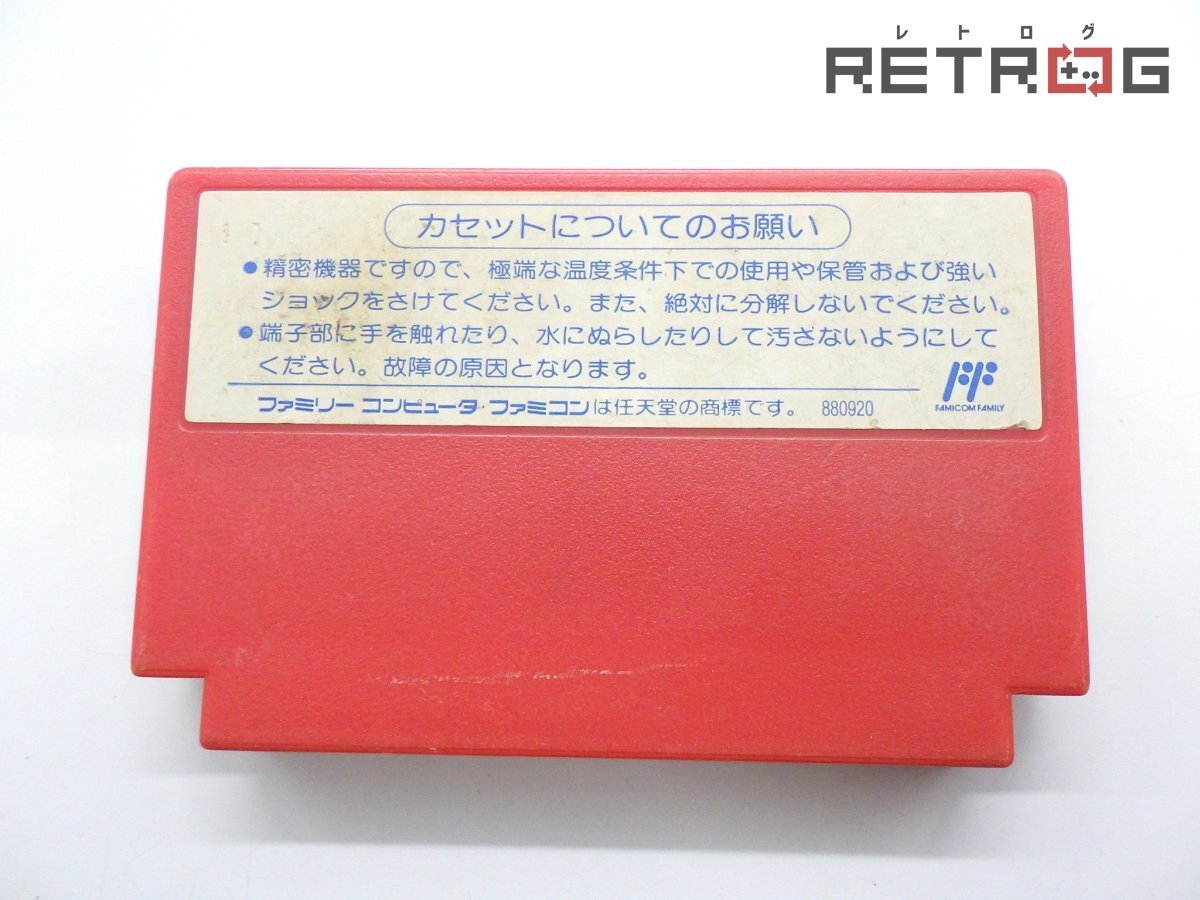 レトログ
RETROG
カセットについてのお願い
●精密機器ですので、極端な温度条件下での使用や保管および強い
ショックをさけてください。また、絶対に分解しないでください。
●端子部に手を触れたり、水にぬらしたりして汚さないようにして
ください。故障の原因となります。
FAMICOM FAMILY
ファミリーコンピュータ・ファミコンは任天堂の商標です。 880920